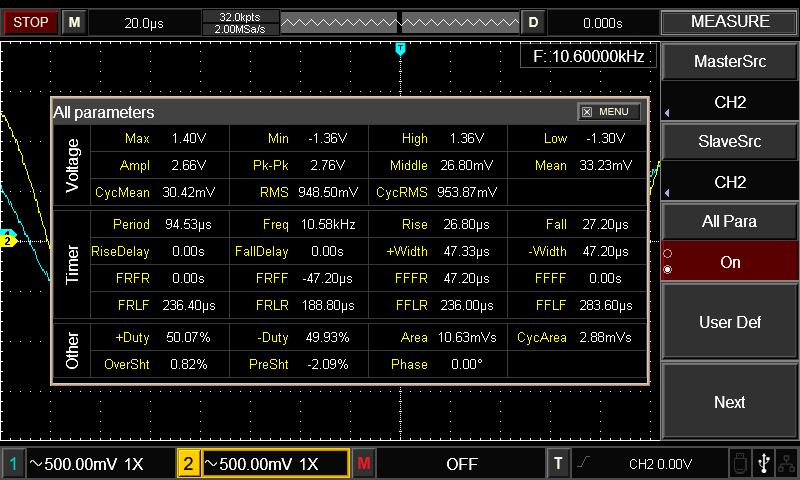 STOP M 20.0µs 32.0kpts D 0.000s MEASURE
2.00MSa/s
T
F: 10.60000kHz
MasterSrc
CH2
SlaveSrc
CH2
All Para
On
User Def
Next
All parameters MENU
Voltage
Max 1.40V Min -1.36V High 1.36V Low -1.30V
Ampl 2.66V Pk-Pk 2.76V Middle 26.80mV Mean 33.23mV
CycMean 30.42mV RMS 948.50mV CycRMS 953.87mV
Timer
Period 94.53µs Freq 10.58kHz Rise 26.80µs Fall 27.20µs
RiseDelay 0.00s FallDelay 0.00s +Width 47.33µs -Width 47.20µs
FRFR 0.00s FRFF -47.20µs FFFR 47.20µs FFFF 0.00s
FRLF 236.40µs FRLR 188.80µs FFLR 236.00µs FFLF 283.60µs
Other
+Duty 50.07% -Duty 49.93% Area 10.63mVs CycArea 2.88mVs
OverSht 0.82% PreSht -2.09% Phase 0.00°
2
1 ~500.00mV 1X 2 ~500.00mV 1X M OFF T CH2 0.00V